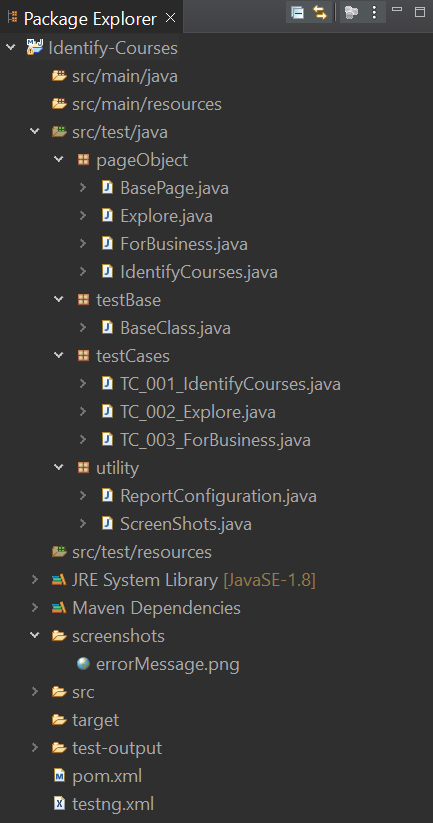 Package Explorer
Identify-Courses
src/main/java
src/main/resources
src/test/java
pageObject
BasePage.java
Explore.java
ForBusiness.java
IdentifyCourses.java
testBase
BaseClass.java
testCases
TC_001_IdentifyCourses.java
TC_002_Explore.java
TC_003_ForBusiness.java
utility
ReportConfiguration.java
ScreenShots.java
src/test/resources
JRE System Library [JavaSE-1.8]
Maven Dependencies
screenshots
errorMessage.png
src
target
test-output
pom.xml
testng.xml